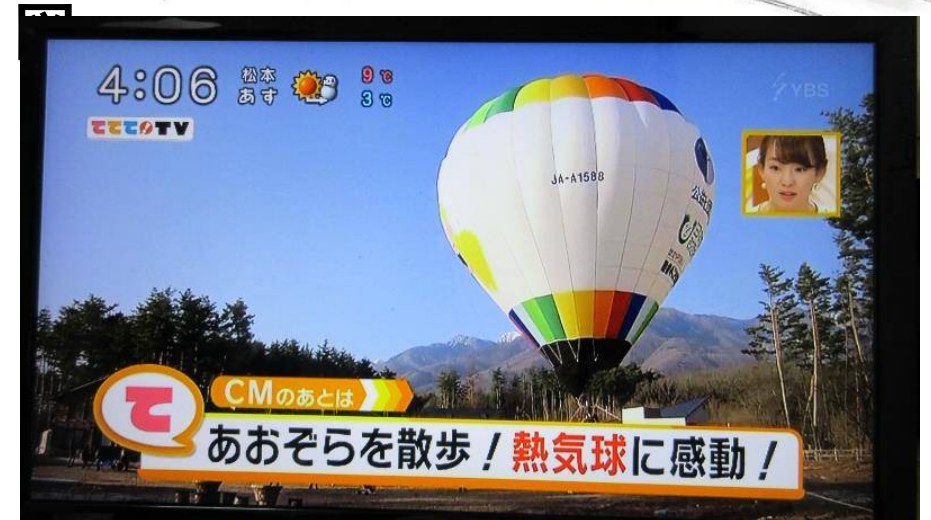 4:06
松本
あす
9℃
3℃
てててTV
YBS
JA-A1588
て
CMのあとは
あおぞらを散歩！熱気球に感動！